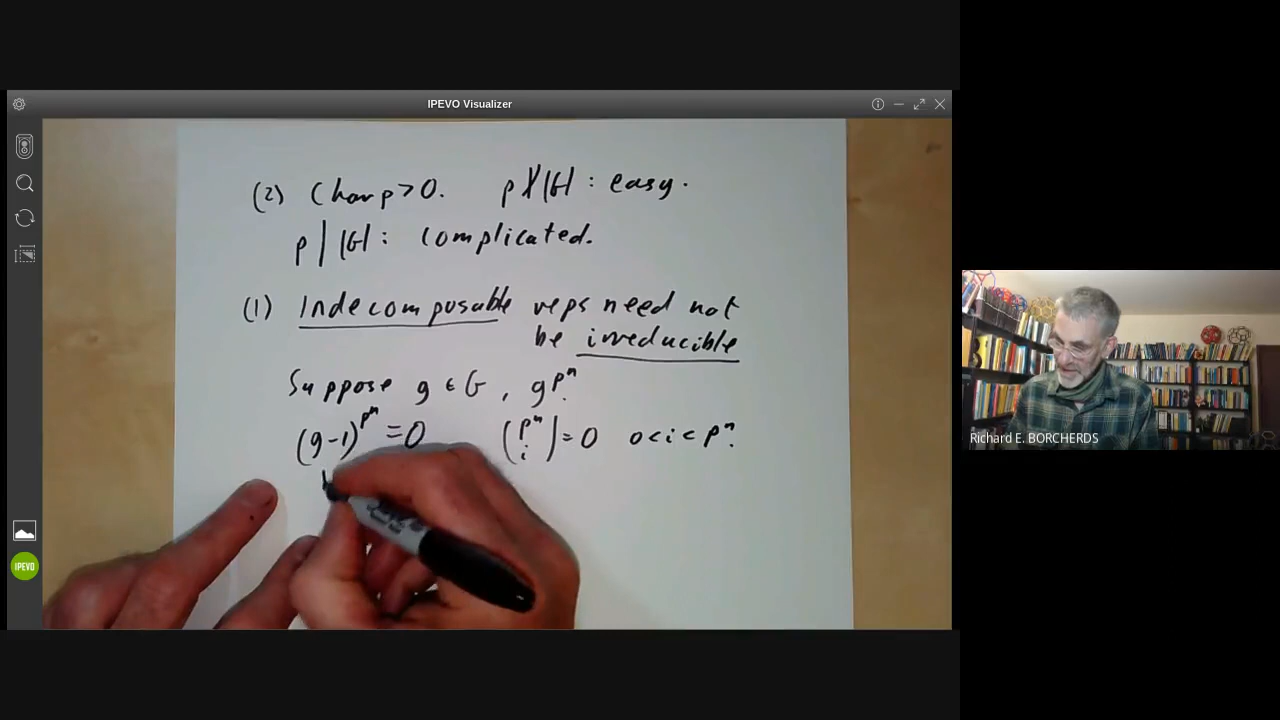 IPEVO Visualizer
(2) Char p > 0. p ∤ |G| : easy.
p | |G| : complicated.
(1) Indecomposable reps need not
be irreducible
Suppose g ∈ G, g^{p^n}.
(g-1)^{p^n} = 0 \binom{p^n}{i} = 0 0 < i < p^n.
Richard E. BORCHERDS
IPEVO